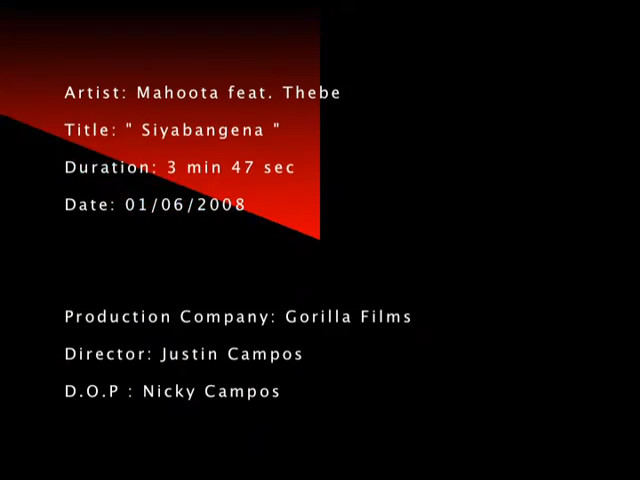 Artist: Mahoota feat. Thebe
Title: " Siyabangena "
Duration: 3 min 47 sec
Date: 01/06/2008
Production Company: Gorilla Films
Director: Justin Campos
D.O.P : Nicky Campos